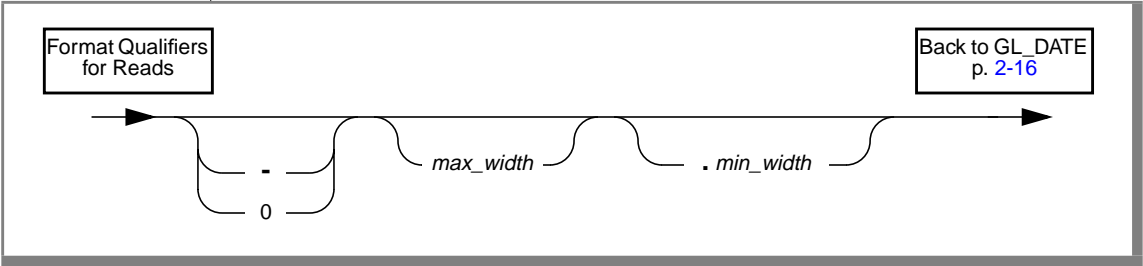 Format Qualifiers
for Reads
Back to GL_DATE
p. 2-16
-
max_width
. min_width
0